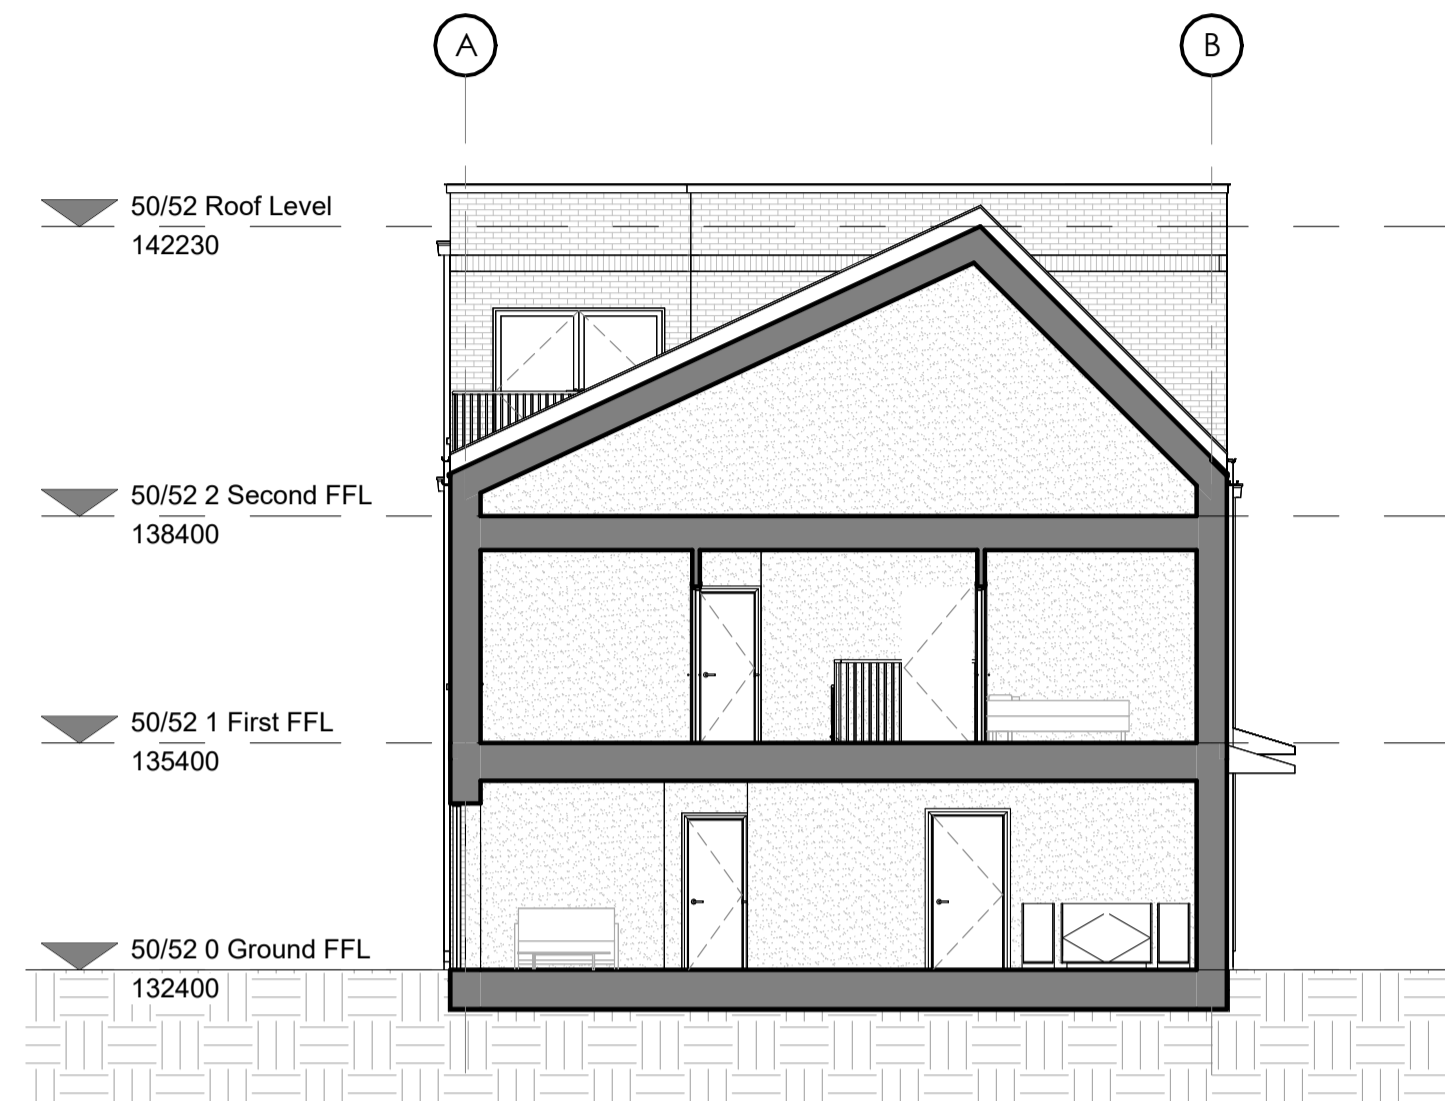 A
B
50/52 Roof Level
142230
50/52 2 Second FFL
138400
50/52 1 First FFL
135400
50/52 0 Ground FFL
132400